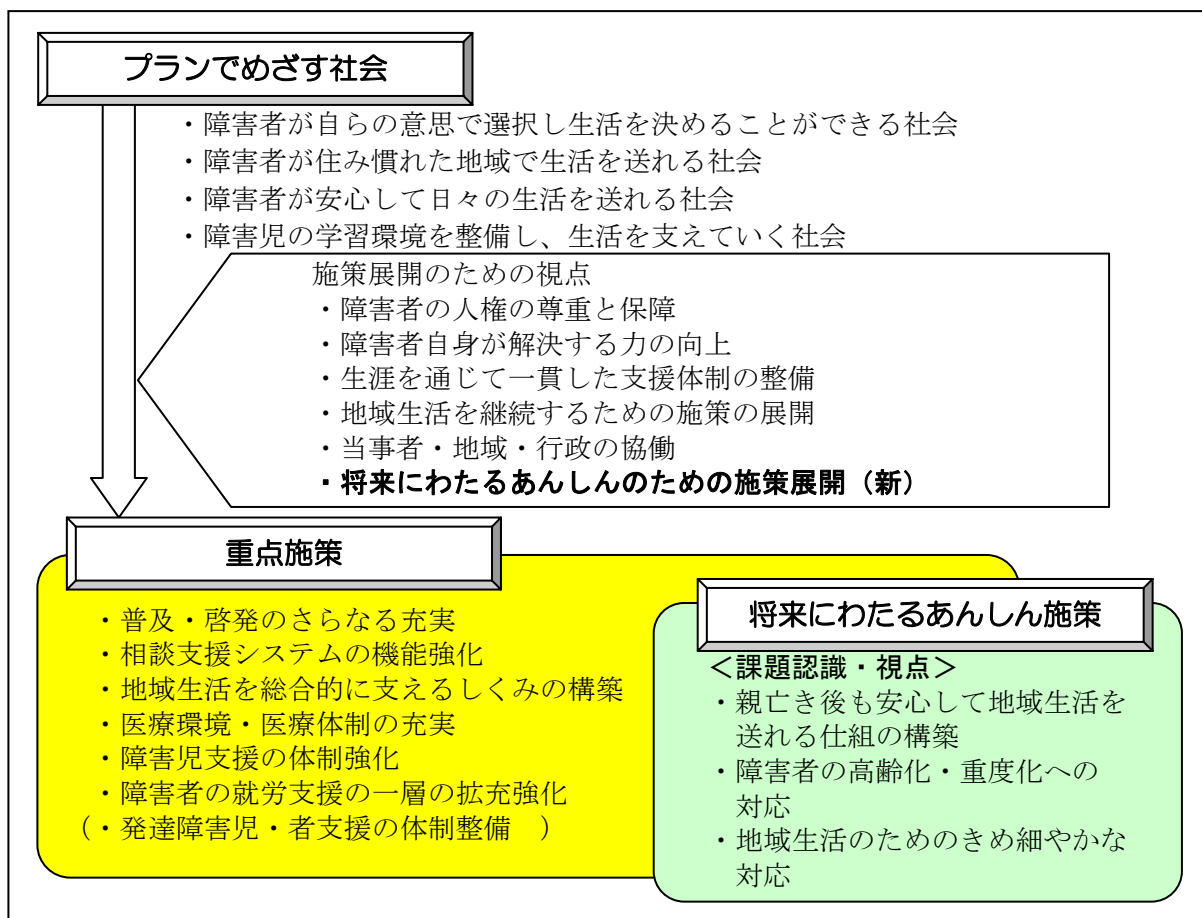 プランでめざす社会
・障害者が自らの意思で選択し生活を決めることができる社会
・障害者が住み慣れた地域で生活を送れる社会
・障害者が安心して日々の生活を送れる社会
・障害児の学習環境を整備し、生活を支えていく社会
施策展開のための視点
・障害者の人権の尊重と保障
・障害者自身が解決する力の向上
・生涯を通じて一貫した支援体制の整備
・地域生活を継続するための施策の展開
・当事者・地域・行政の協働
・将来にわたるあんしんのための施策展開（新）
重点施策
・普及・啓発のさらなる充実
・相談支援システムの機能強化
・地域生活を総合的に支えるしくみの構築
・医療環境・医療体制の充実
・障害児支援の体制強化
・障害者の就労支援の一層の拡充強化
（・発達障害児・者支援の体制整備　）
将来にわたるあんしん施策
＜課題認識・視点＞
・親亡き後も安心して地域生活を
送れる仕組の構築
・障害者の高齢化・重度化への
対応
・地域生活のためのきめ細やかな
対応